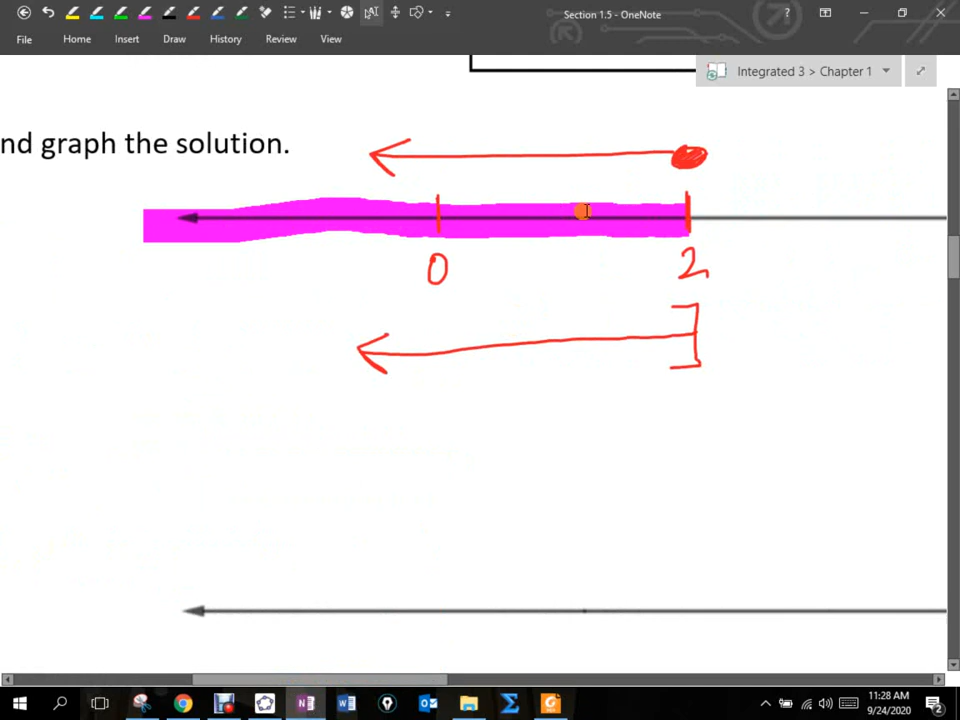 Section 1.5 - OneNote
File Home Insert Draw History Review View
Integrated 3 > Chapter 1
nd graph the solution.
0 2
11:28 AM
9/24/2020
2